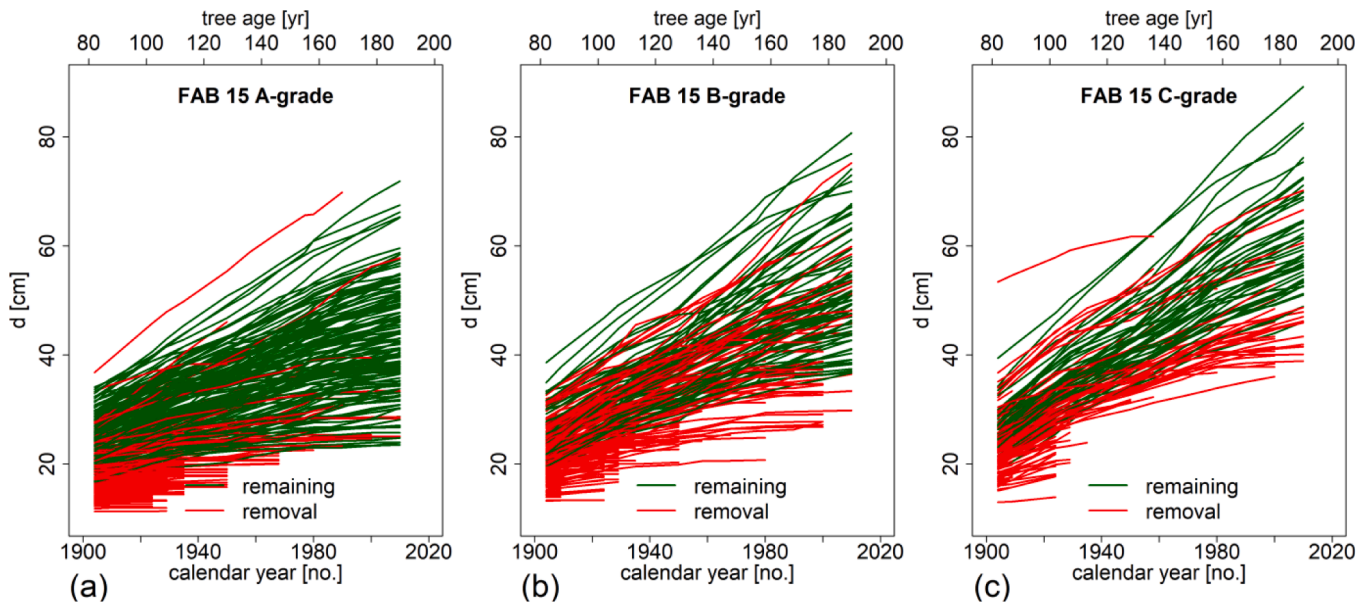 tree age [yr]
80 100 120 140 160 180 200
FAB 15 A-grade
d [cm]
80
60
40
20
remaining
removal
1900 1940 1980 2020
calendar year [no.]
(a)
tree age [yr]
80 100 120 140 160 180 200
FAB 15 B-grade
d [cm]
80
60
40
20
remaining
removal
1900 1940 1980 2020
calendar year [no.]
(b)
tree age [yr]
80 100 120 140 160 180 200
FAB 15 C-grade
d [cm]
80
60
40
20
remaining
removal
1900 1940 1980 2020
calendar year [no.]
(c)